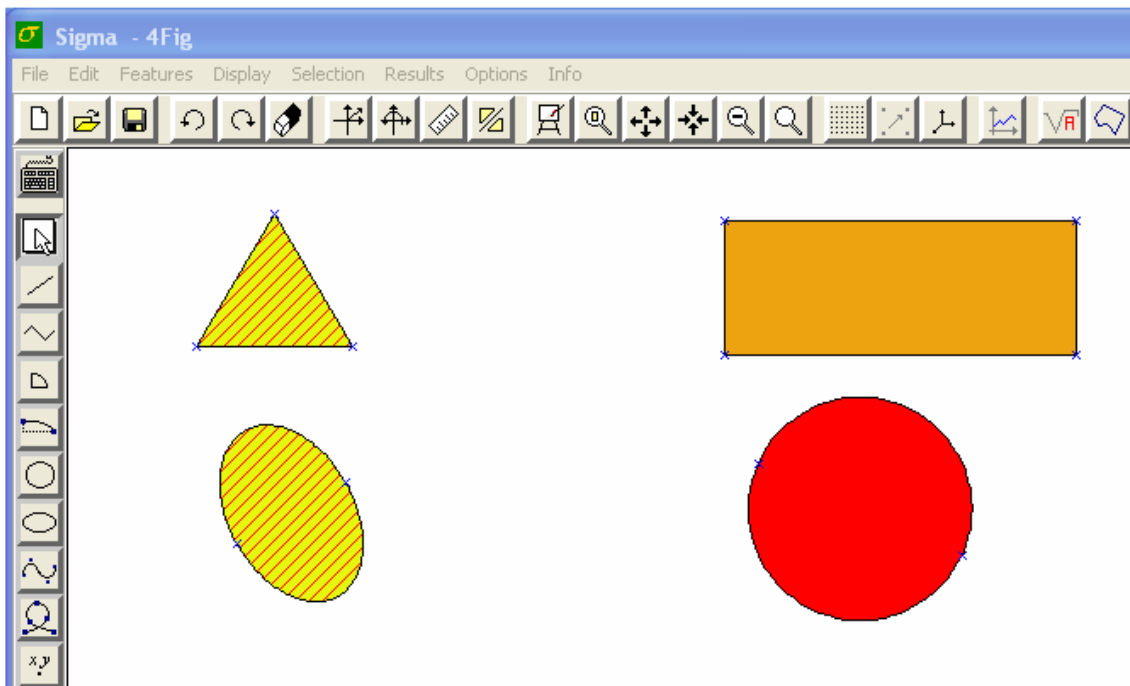 σ Sigma - 4Fig
File Edit Features Display Selection Results Options Info
√A
x,y